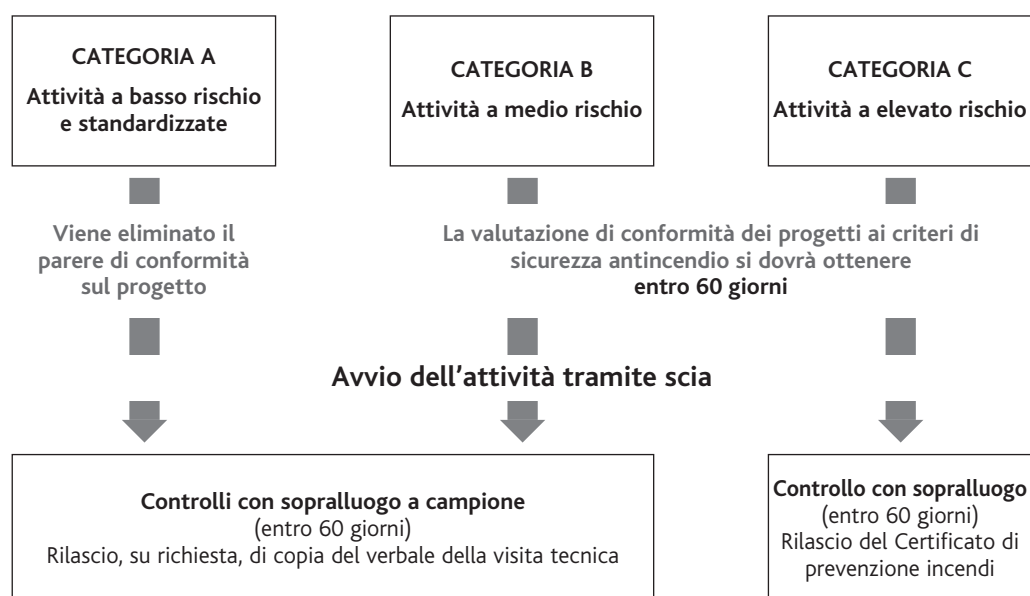 CATEGORIA A
Attività a basso rischio
e standardizzate
CATEGORIA B
Attività a medio rischio
CATEGORIA C
Attività a elevato rischio
Viene eliminato il
parere di conformità
sul progetto
La valutazione di conformità dei progetti ai criteri di
sicurezza antincendio si dovrà ottenere
entro 60 giorni
Avvio dell’attività tramite scia
Controlli con sopralluogo a campione
(entro 60 giorni)
Rilascio, su richiesta, di copia del verbale della visita tecnica
Controllo con sopralluogo
(entro 60 giorni)
Rilascio del Certificato di
prevenzione incendi